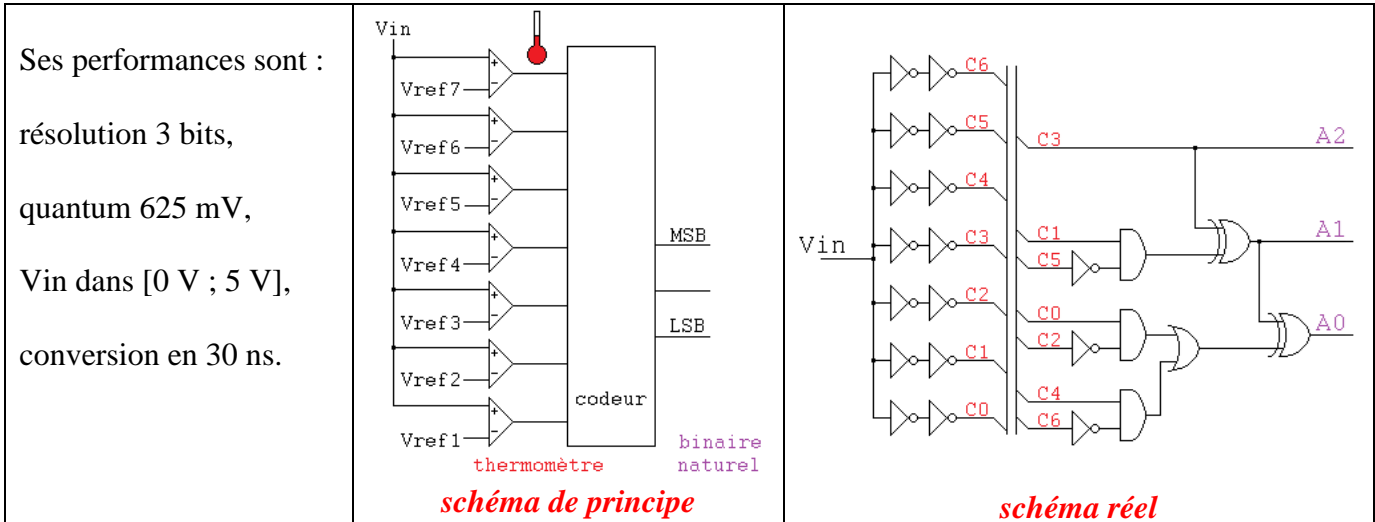 Ses performances sont :
résolution 3 bits,
quantum 625 mV,
Vin dans [0 V ; 5 V],
conversion en 30 ns.
Vin
Vref7
Vref6
Vref5
Vref4
Vref3
Vref2
Vref1
MSB
LSB
codeur
thermomètre
binaire
naturel
schéma de principe
Vin
C6
C5
C4
C3
C2
C1
C0
C3
C1
C5
C0
C2
C4
C6
A2
A1
A0
schéma réel